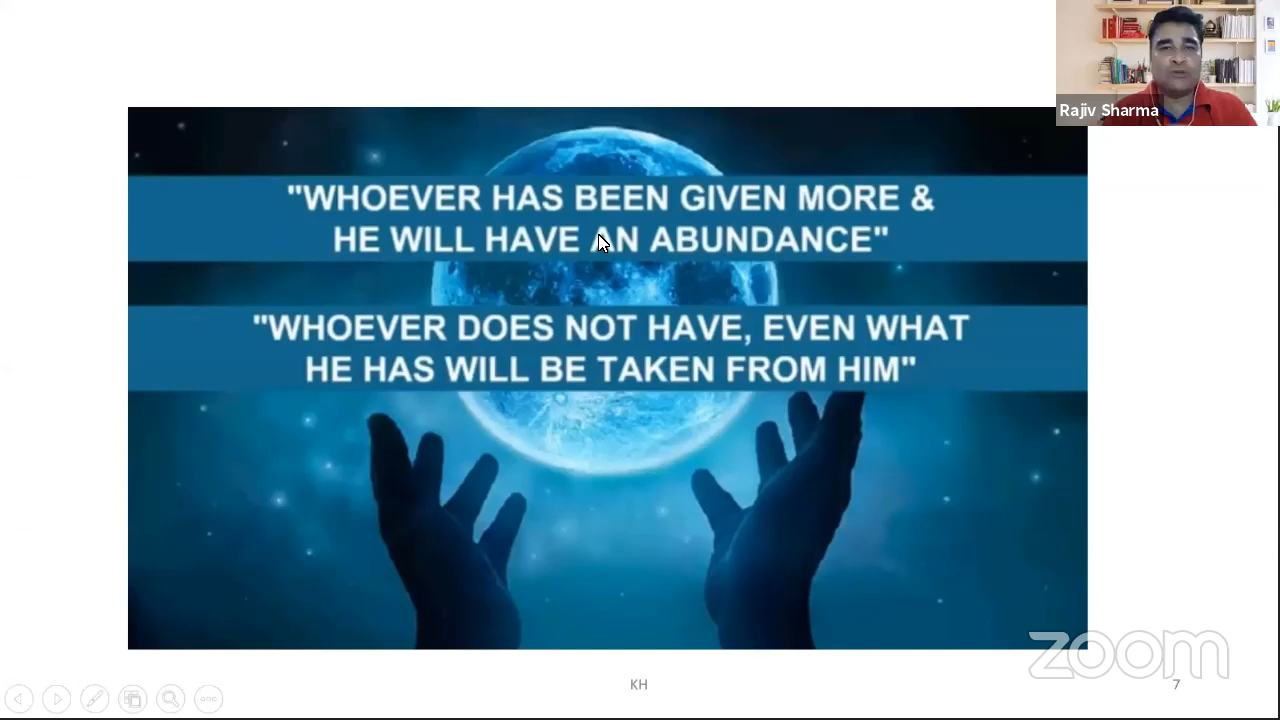 Rajiv Sharma
"WHOEVER HAS BEEN GIVEN MORE &
HE WILL HAVE AN ABUNDANCE"
"WHOEVER DOES NOT HAVE, EVEN WHAT
HE HAS WILL BE TAKEN FROM HIM"
zoom
KH
7